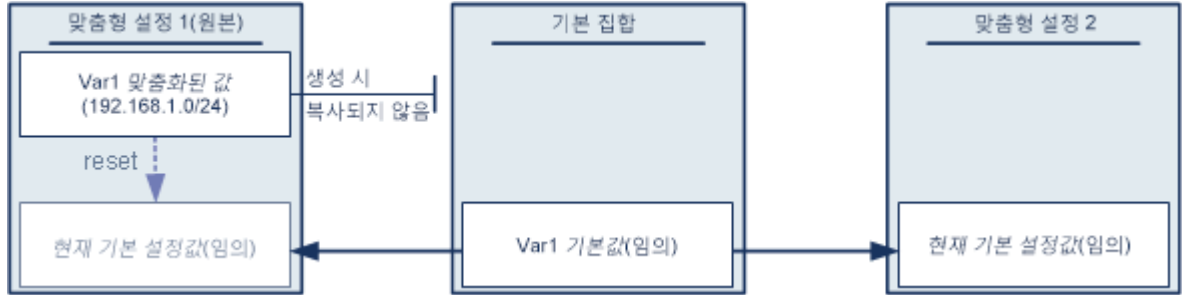 맞춤형 설정 1(원본)
Var1 맞춤화된 값
(192.168.1.0/24)
생성 시
복사되지 않음
reset
현재 기본 설정값(임의)
기본 집합
Var1 기본값(임의)
맞춤형 설정 2
현재 기본 설정값(임의)